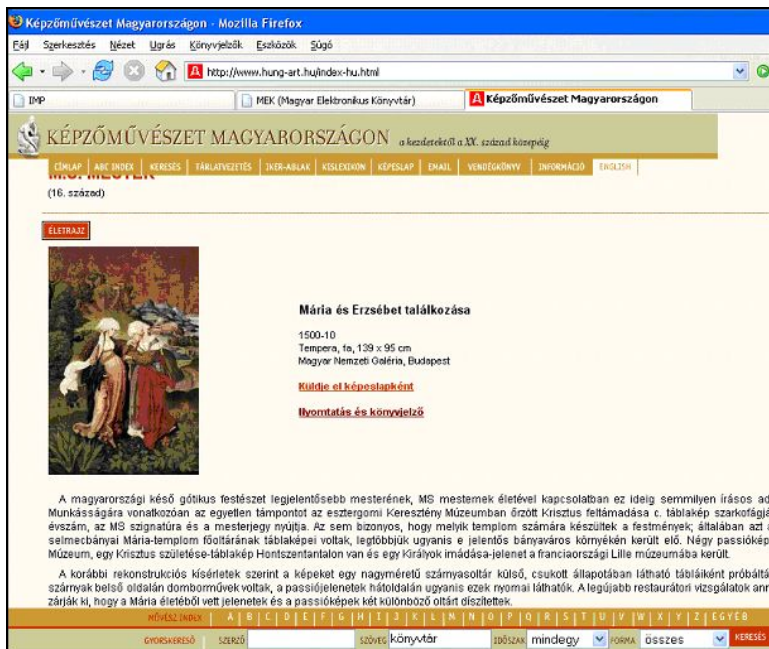 Képzőművészet Magyarországon - Mozilla Firefox
Fájl Szerkesztés Nézet Ugrás Könyvjelzők Eszközök Súgó
http://www.hung-art.hu/index-hu.html
IMP MEK (Magyar Elektronikus Könyvtár) Képzőművészet Magyarországon
KÉPZŐMŰVÉSZET MAGYARORSZÁGON a kezdetektől a XX. század közepéig
CÍMLAP ABC INDEX KERESÉS TÁRLATVEZETÉS IKER-ABLAK KISLEXIKON KÉPESLAP EMAIL VENDÉGKÖNYV INFORMÁCIÓ ENGLISH
M.S. MESTER
(16. század)
ÉLETRAJZ
Mária és Erzsébet találkozása
1500-10
Tempera, fa, 139 x 95 cm
Magyar Nemzeti Galéria, Budapest
Küldje el képeslapként
Nyomtatás és könyvjelző
A magyarországi késő gótikus festészet legjelentősebb mesterének, MS mesternek életével kapcsolatban ez ideig semmilyen írásos ad
Munkásságára vonatkozóan az egyetlen támpontot az esztergomi Keresztény Múzeumban őrzött Krisztus feltámadása c. táblakép szarkofágj
évszám, az MS szignatúra és a mesterjegy nyújtja. Az sem bizonyos, hogy melyik templom számára készültek a festmények; általában azt
selmecbányai Mária-templom főoltárának táblaképei voltak, legtöbbjük ugyanis e jelentős bányaváros környékén került elő. Négy passiókép
Múzeum, egy Krisztus születése-táblakép Hontszentantalon van és egy Királyok imádása-jelenet a franciaországi Lille múzeumába került.
A korábbi rekonstrukciós kísérletek szerint a képeket egy nagyméretű szárnyasoltár külső, csukott állapotában látható tábláiként próbált
szárnyak belső oldalán domborművek voltak, a passiójelenetek hátoldalán ugyanis ezek nyomai láthatók. A legújabb restaurátori vizsgálatok ann
zárják ki, hogy a Mária életéből vett jelenetek és a passióképek két különböző oltárt díszítettek.
MŰVÉSZ INDEX A | B | C | D | E | F | G | H | I | J | K | L | M | N | O | P | Q | R | S | T | U | V | W | X | Y | Z | EGYÉB
GYORSKERESŐ SZERZŐ SZÖVEG könyvtár IDŐSZAK mindegy FORMA összes KERESÉS